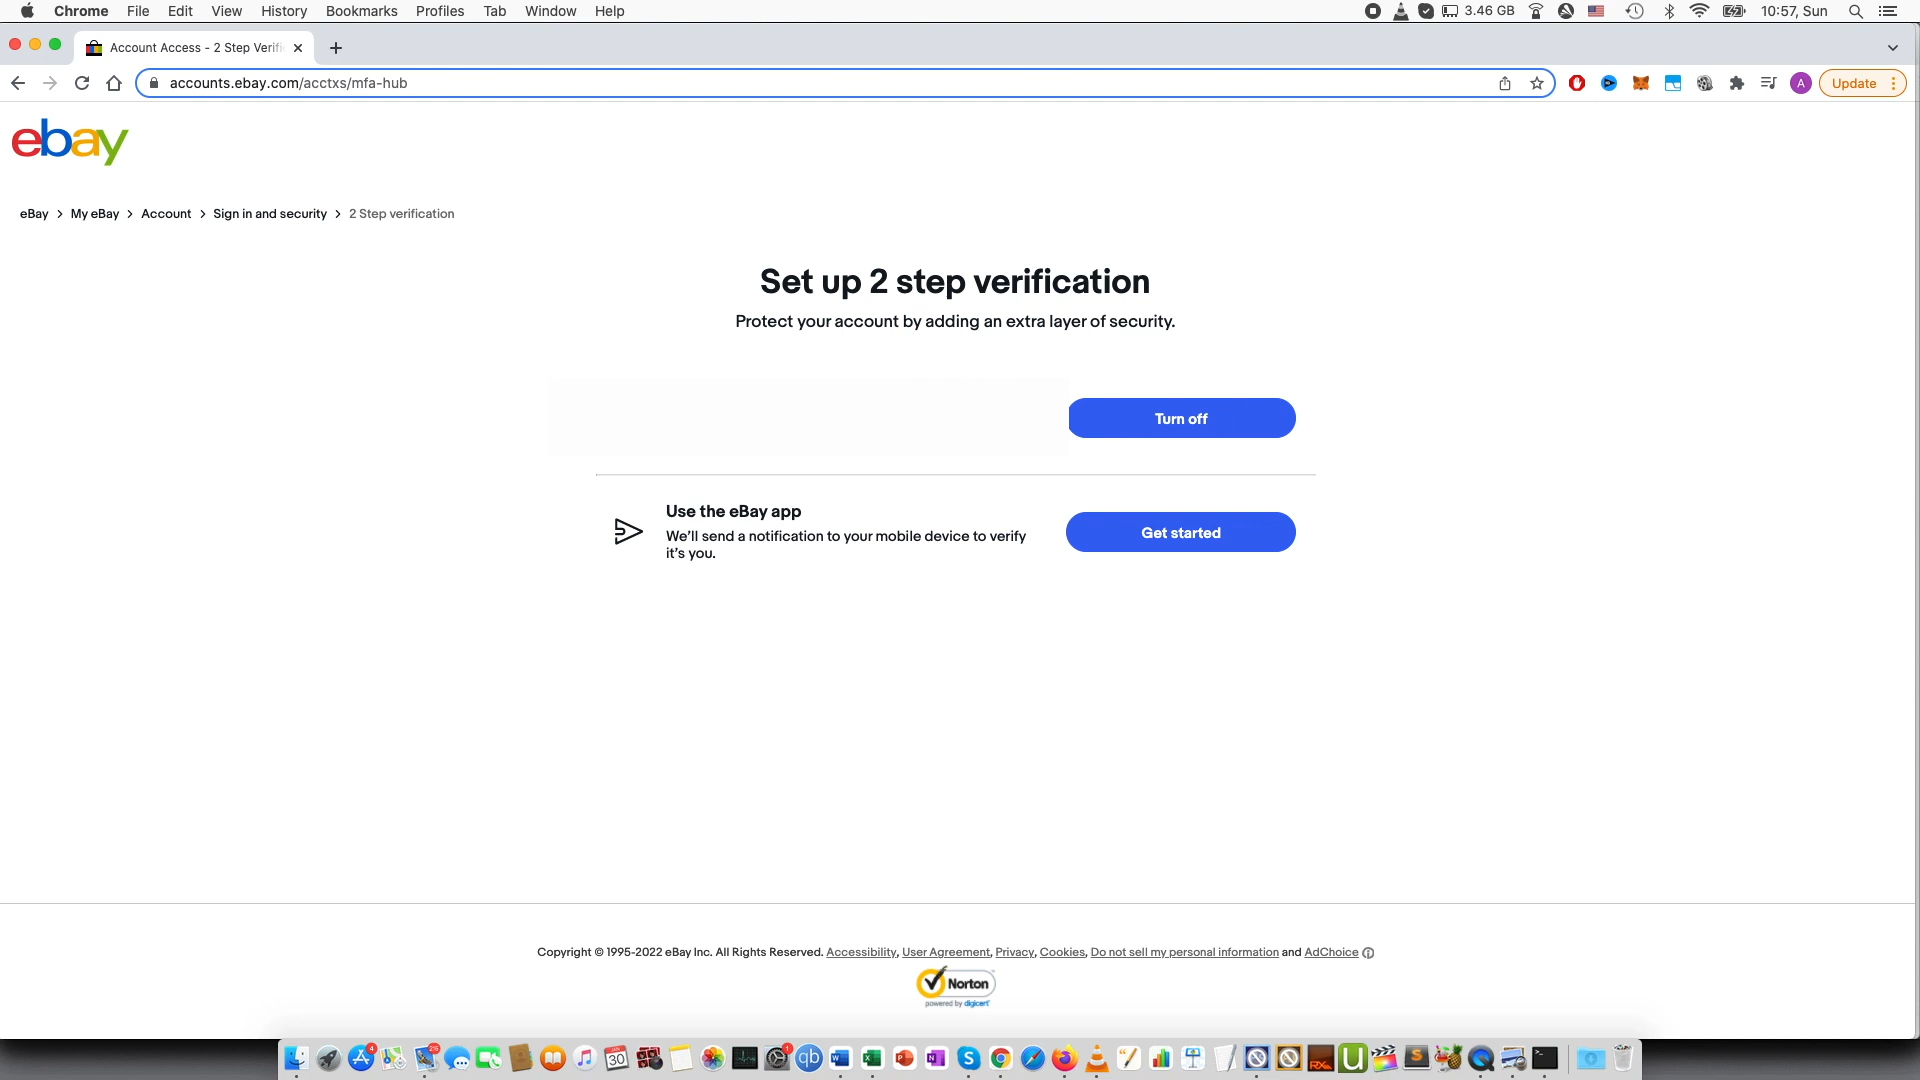 Chrome File Edit View History Bookmarks Profiles Tab Window Help 3.46 GB 10:57, Sun
Account Access - 2 Step Verifi
accounts.ebay.com/acctxs/mfa-hub A Update
ebay
eBay > My eBay > Account > Sign in and security > 2 Step verification
Set up 2 step verification
Protect your account by adding an extra layer of security.
Turn off
Use the eBay app
We'll send a notification to your mobile device to verify
it's you.
Get started
Copyright © 1995-2022 eBay Inc. All Rights Reserved. Accessibility, User Agreement, Privacy, Cookies, Do not sell my personal information and AdChoice
Norton
powered by digicert